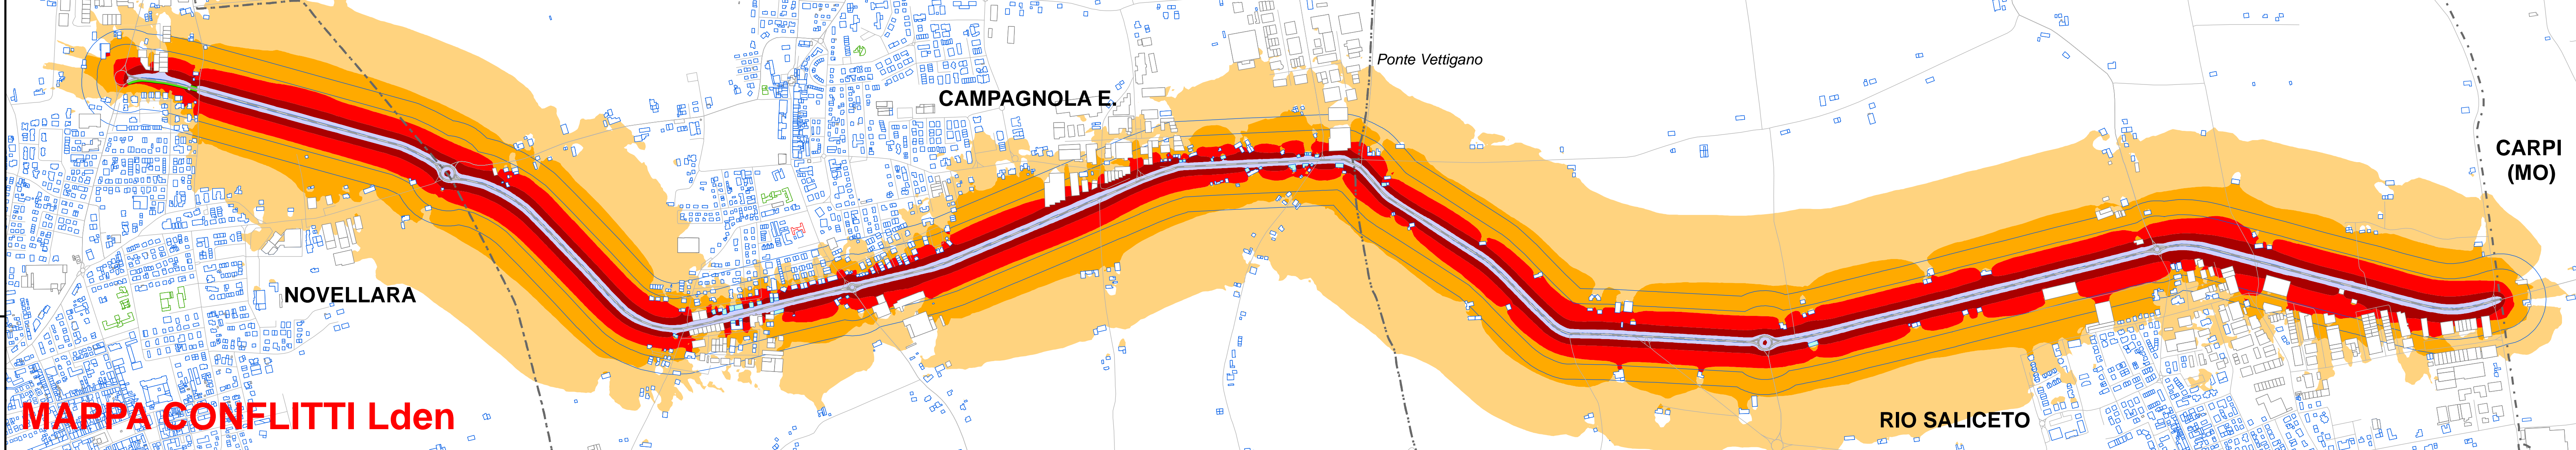 Ponte Vettigano
CAMPAGNOLA E.
CARPI
(MO)
NOVELLARA
MAPPA CONFLITTI Lden
RIO SALICETO